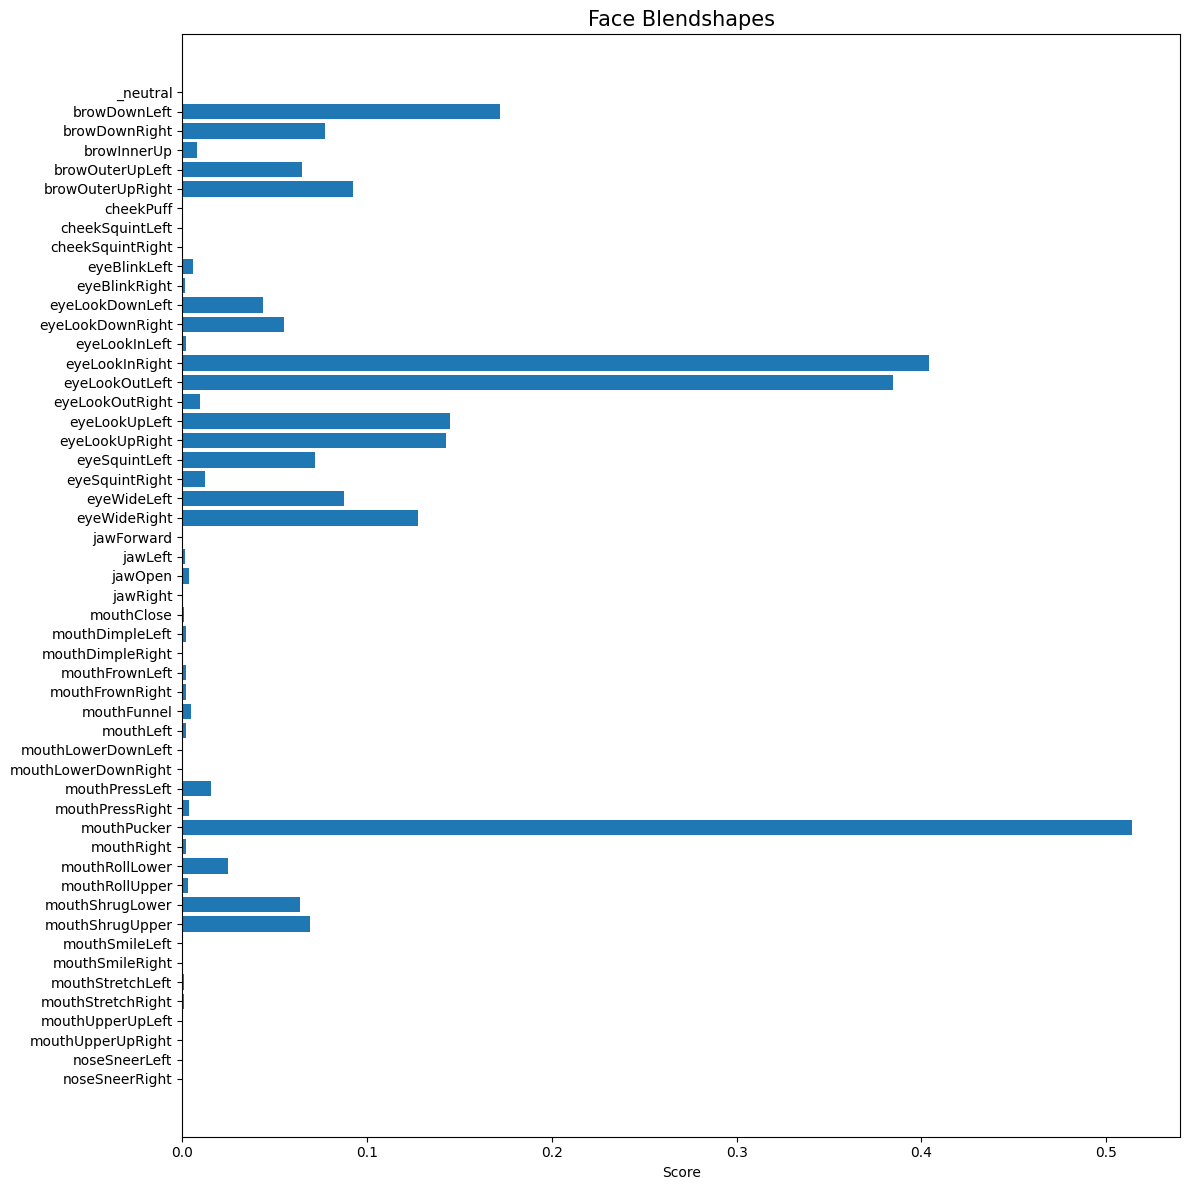 Face Blendshapes
_neutral
browDownLeft
browDownRight
browInnerUp
browOuterUpLeft
browOuterUpRight
cheekPuff
cheekSquintLeft
cheekSquintRight
eyeBlinkLeft
eyeBlinkRight
eyeLookDownLeft
eyeLookDownRight
eyeLookInLeft
eyeLookInRight
eyeLookOutLeft
eyeLookOutRight
eyeLookUpLeft
eyeLookUpRight
eyeSquintLeft
eyeSquintRight
eyeWideLeft
eyeWideRight
jawForward
jawLeft
jawOpen
jawRight
mouthClose
mouthDimpleLeft
mouthDimpleRight
mouthFrownLeft
mouthFrownRight
mouthFunnel
mouthLeft
mouthLowerDownLeft
mouthLowerDownRight
mouthPressLeft
mouthPressRight
mouthPucker
mouthRight
mouthRollLower
mouthRollUpper
mouthShrugLower
mouthShrugUpper
mouthSmileLeft
mouthSmileRight
mouthStretchLeft
mouthStretchRight
mouthUpperUpLeft
mouthUpperUpRight
noseSneerLeft
noseSneerRight
0.0 0.1 0.2 0.3 0.4 0.5
Score